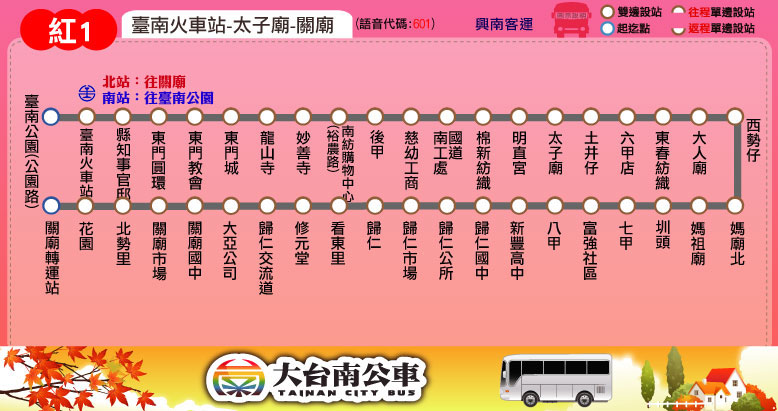 紅1
臺南火車站-太子廟-關廟
(語音代碼:601)
興南客運
雙邊設站
起迄點
往程單邊設站
返程單邊設站
北站：往關廟
南站：往臺南公園
臺南公園(公園路)
臺南火車站
縣知事官邸
東門圓環
東門教會
東門城
龍山寺
妙善寺
南紡購物中心
(裕農路)
後甲
慈幼工商
國道
南工處
棉新紡織
明直宮
太子廟
土井仔
六甲店
東春紡織
大人廟
西勢仔
關廟轉運站
花園
北勢里
關廟市場
關廟國中
大亞公司
歸仁交流道
修元堂
看東里
歸仁
歸仁市場
歸仁公所
歸仁國中
新豐高中
八甲
富強社區
七甲
圳頭
媽祖廟
媽廟北
大台南公車
TAINAN CITY BUS